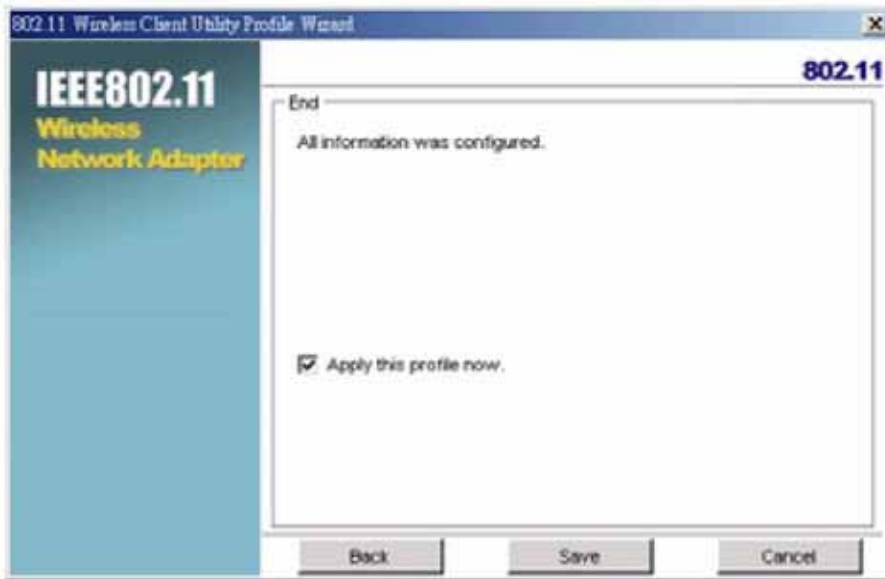 802.11 Wireless Client Utility Profile Wizard
IEEE802.11
Wireless
Network Adapter
802.11
End
All information was configured.
Apply this profile now.
Back
Save
Cancel